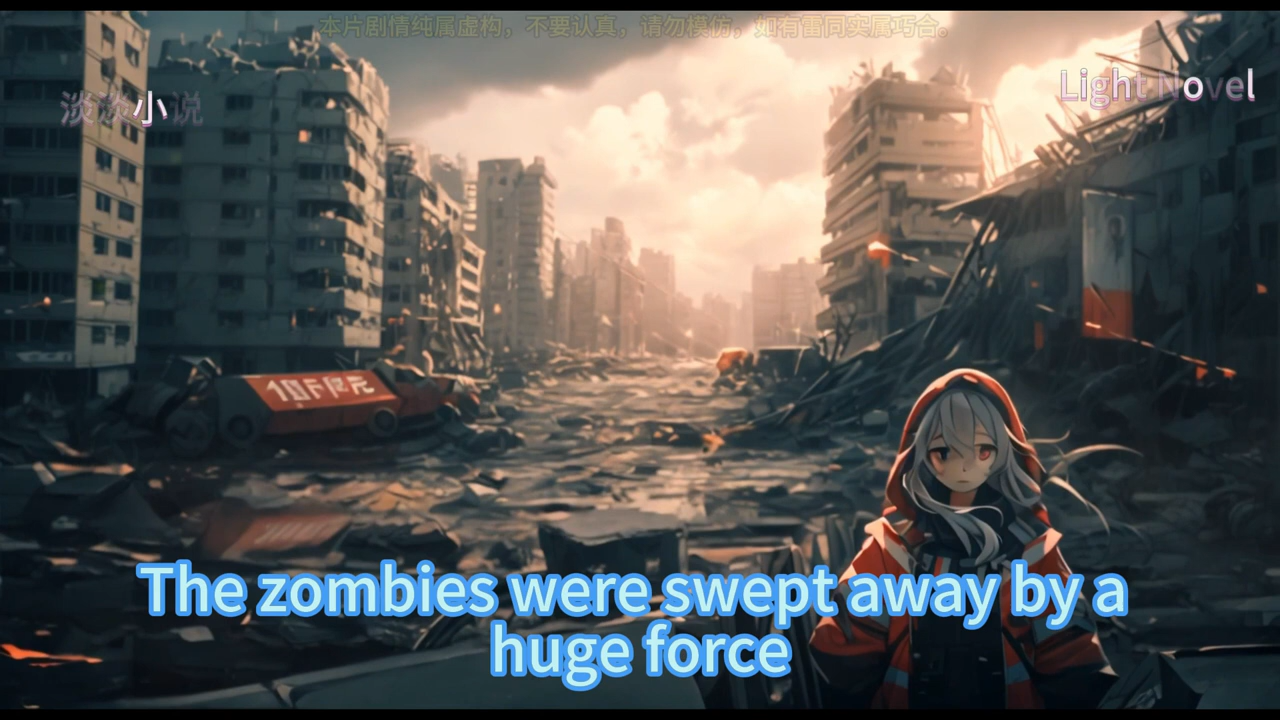 本片剧情纯属虚构，不要认真，请勿模仿，如有雷同实属巧合。
Light Novel
淡淡小说
The zombies were swept away by a
huge force